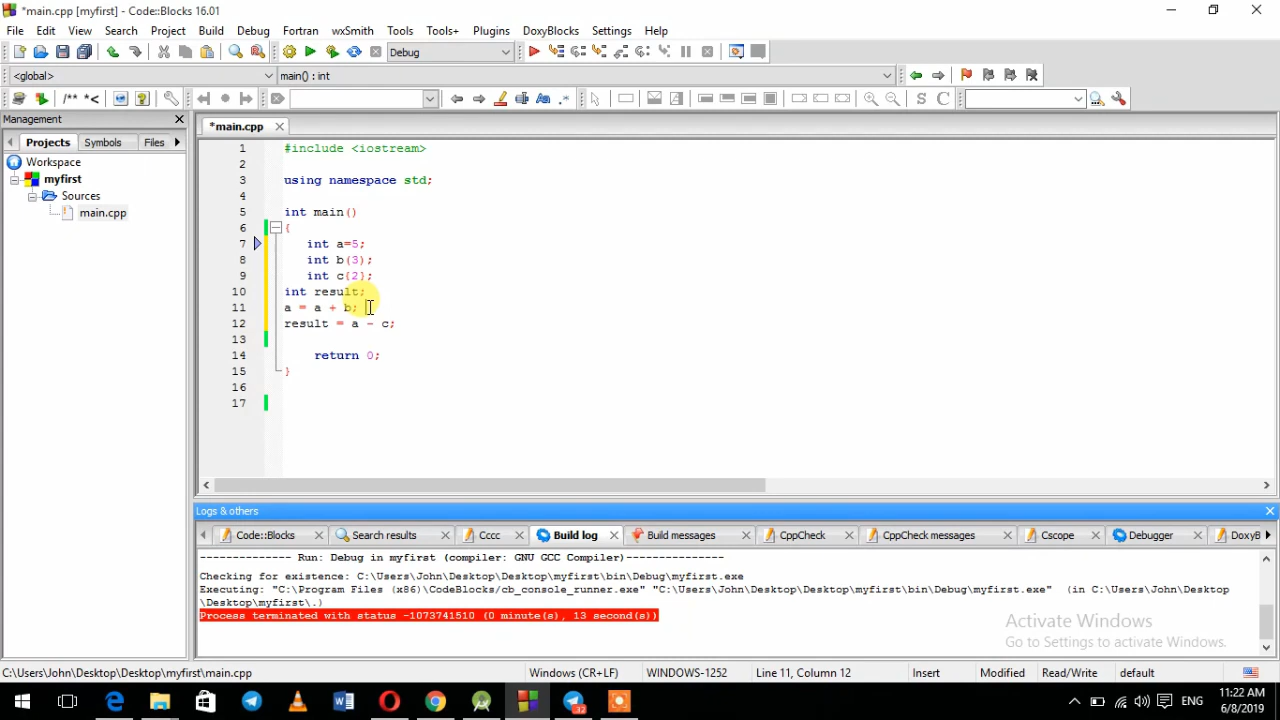 *main.cpp [myfirst] - Code::Blocks 16.01
File Edit View Search Project Build Debug Fortran wxSmith Tools Tools+ Plugins DoxyBlocks Settings Help
Debug
<global> main() : int
/** *<
S C
Management
Projects Symbols Files
*main.cpp
Workspace
myfirst
Sources
main.cpp
1 #include <iostream>
2
3 using namespace std;
4
5 int main()
6 {
7 int a=5;
8 int b(3);
9 int c(2);
10 int result;
11 a = a + b;
12 result = a - c;
13
14 return 0;
15 }
16
17
Logs & others
Code::Blocks Search results Cccc Build log Build messages CppCheck CppCheck messages Cscope Debugger DoxyB
-------------- Run: Debug in myfirst (compiler: GNU GCC Compiler)---------------
Checking for existence: C:\Users\John\Desktop\Desktop\myfirst\bin\Debug\myfirst.exe
Executing: "C:\Program Files (x86)\CodeBlocks/cb_console_runner.exe" "C:\Users\John\Desktop\Desktop\myfirst\bin\Debug\myfirst.exe" (in C:\Users\John\Desktop
\Desktop\myfirst\.)
Process terminated with status -1073741510 (0 minute(s), 13 second(s))
Activate Windows
Go to Settings to activate Windows.
C:\Users\John\Desktop\Desktop\myfirst\main.cpp Windows (CR+LF) WINDOWS-1252 Line 11, Column 12 Insert Modified Read/Write default
32 ENG 11:22 AM
6/8/2019